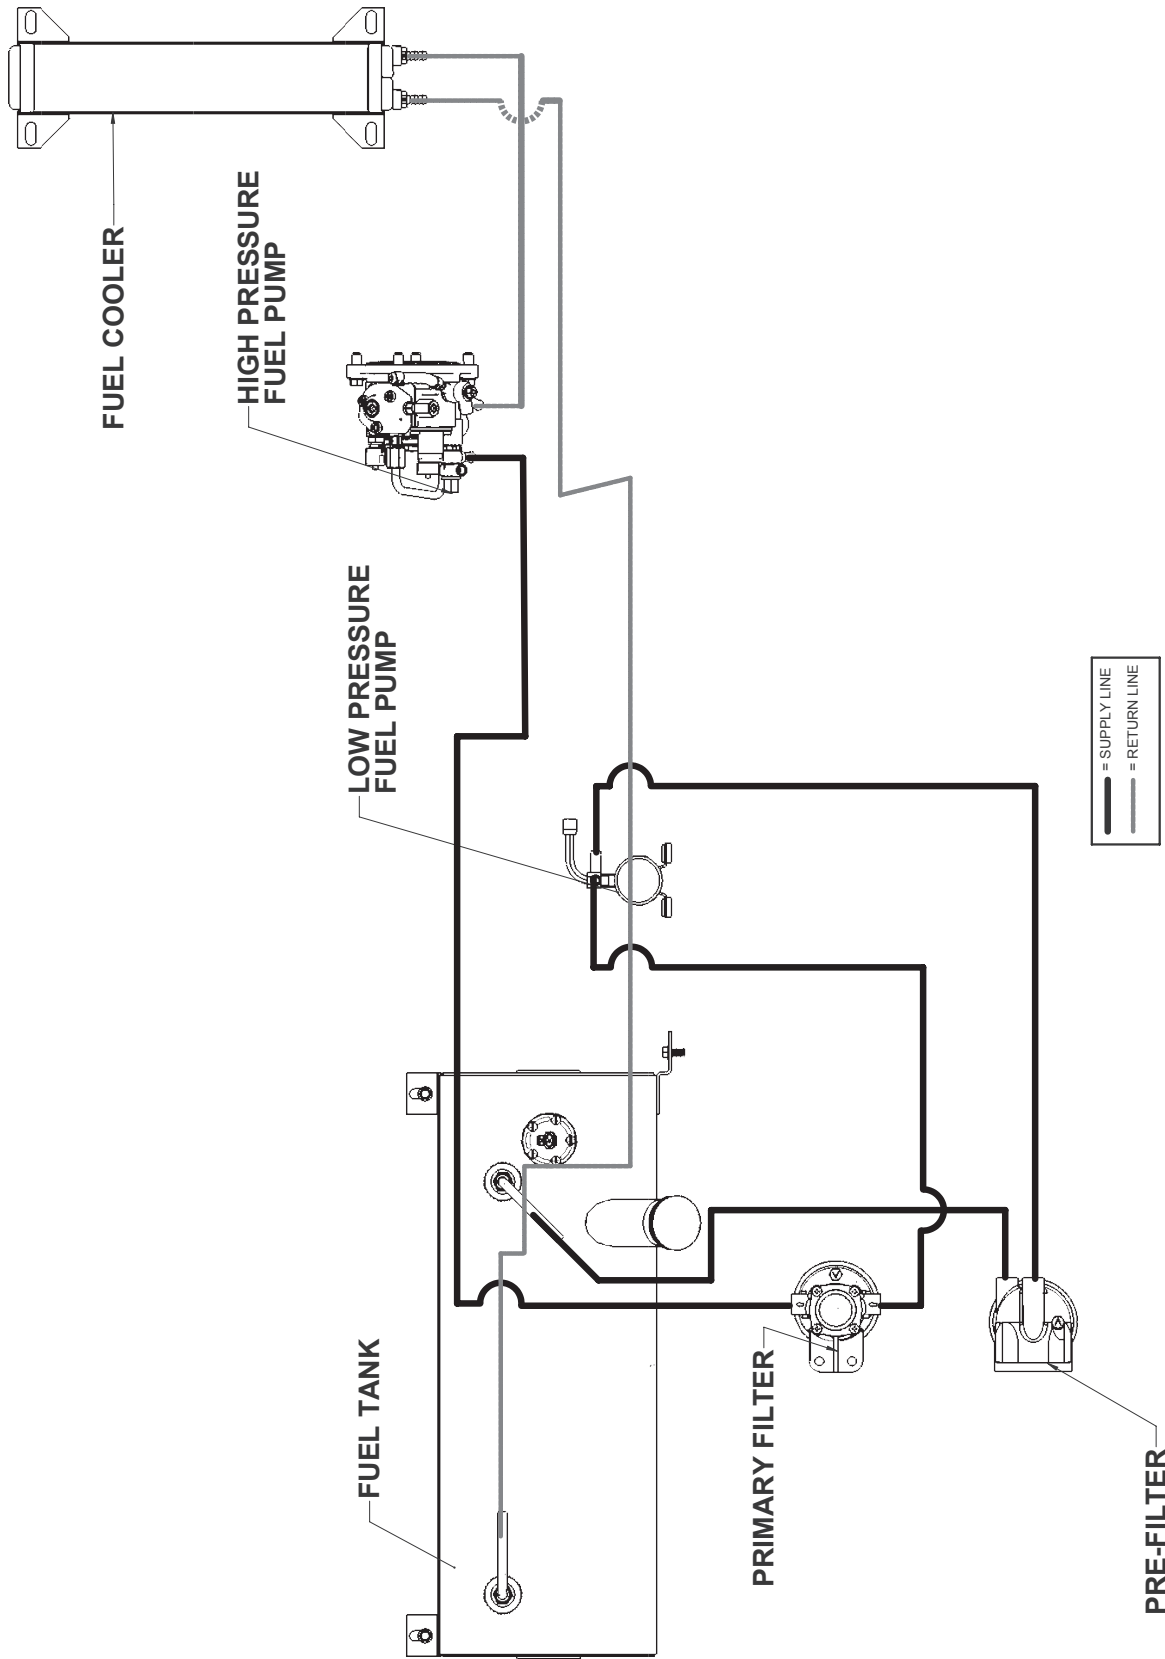 FUEL COOLER
HIGH PRESSURE
FUEL PUMP
LOW PRESSURE
FUEL PUMP
FUEL TANK
PRIMARY FILTER
PRE-FILTER
= SUPPLY LINE
= RETURN LINE